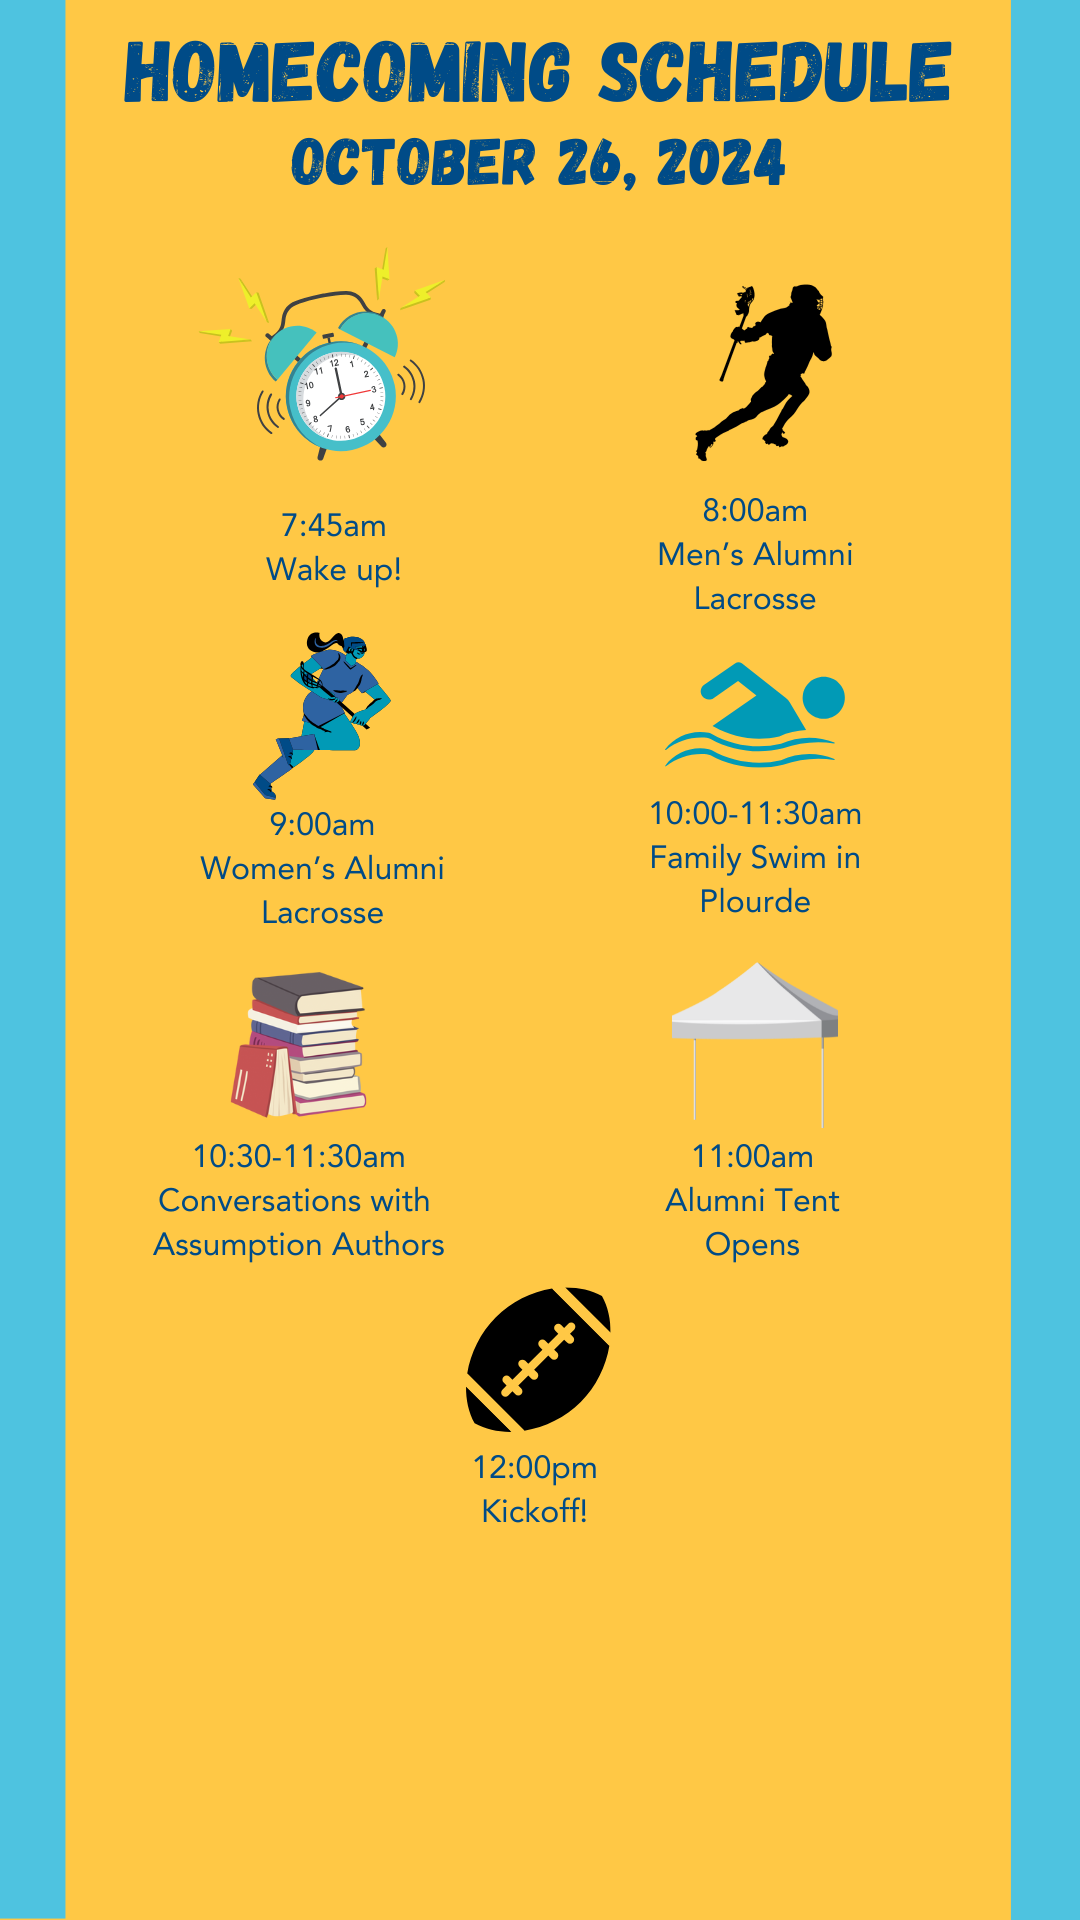 HOMECOMING SCHEDULE
OCTOBER 26, 2024
12
1
2
3
4
5
6
7
8
9
10
11
7:45am
Wake up!
8:00am
Men’s Alumni
Lacrosse
9:00am
Women’s Alumni
Lacrosse
10:00-11:30am
Family Swim in
Plourde
10:30-11:30am
Conversations with
Assumption Authors
11:00am
Alumni Tent
Opens
12:00pm
Kickoff!